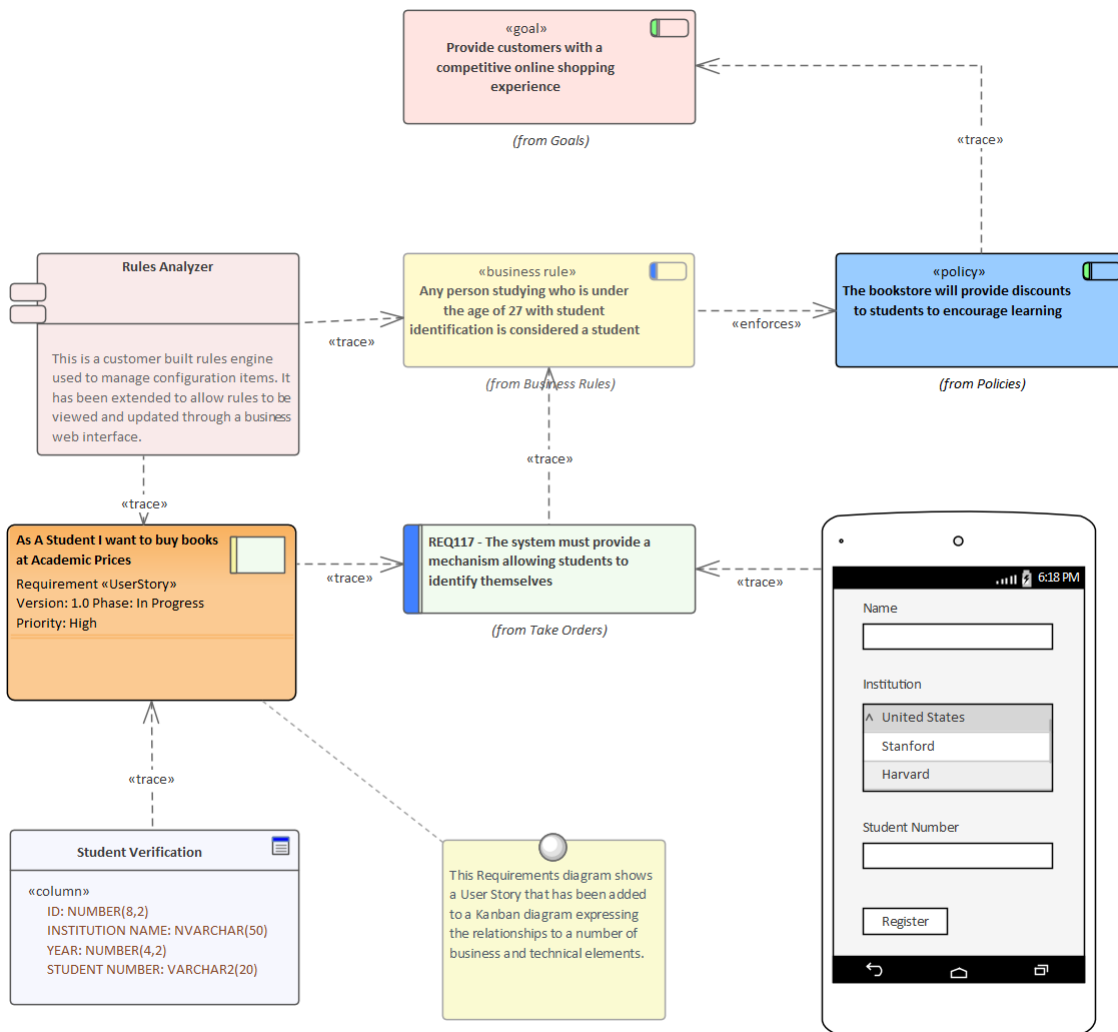 «goal»
Provide customers with a
competitive online shopping
experience
(from Goals)
«trace»
Rules Analyzer
This is a customer built rules engine
used to manage configuration items. It
has been extended to allow rules to be
viewed and updated through a business
web interface.
«trace»
«business rule»
Any person studying who is under
the age of 27 with student
identification is considered a student
(from Business Rules)
«enforces»
«policy»
The bookstore will provide discounts
to students to encourage learning
(from Policies)
«trace»
«trace»
As A Student I want to buy books
at Academic Prices
Requirement «UserStory»
Version: 1.0 Phase: In Progress
Priority: High
«trace»
REQ117 - The system must provide a
mechanism allowing students to
identify themselves
(from Take Orders)
«trace»
6:18 PM
Name
Institution
^ United States
Stanford
Harvard
Student Number
Register
«trace»
Student Verification
«column»
ID: NUMBER(8,2)
INSTITUTION NAME: NVARCHAR(50)
YEAR: NUMBER(4,2)
STUDENT NUMBER: VARCHAR2(20)
This Requirements diagram shows
a User Story that has been added
to a Kanban diagram expressing
the relationships to a number of
business and technical elements.